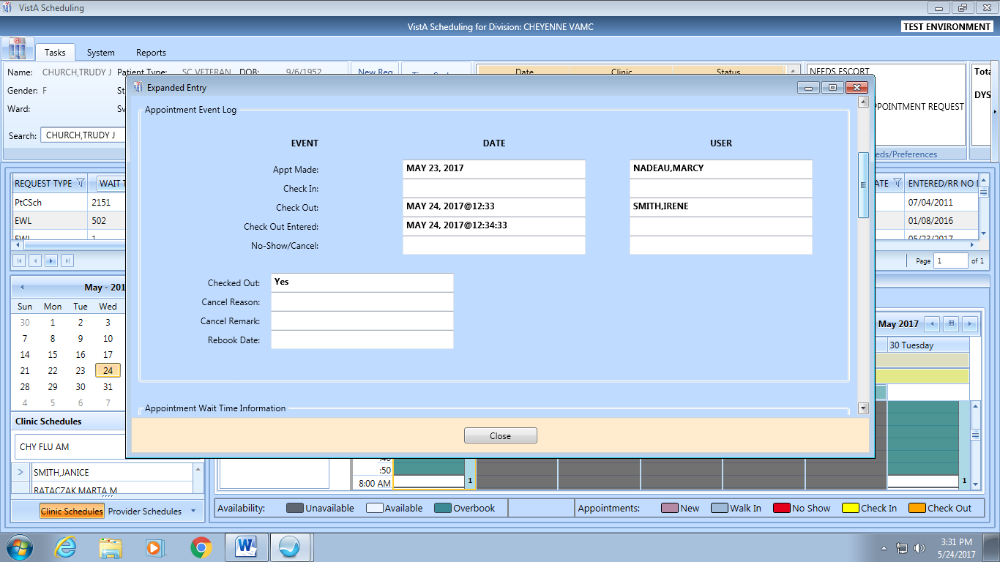 VistA Scheduling
VistA Scheduling for Division: CHEYENNE VAMC
TEST ENVIRONMENT
Tasks System Reports
Name: CHURCH,TRUDY J Patient Type: SC VETERAN DOB: 9/6/1952
New Req
Date Clinic Status
NEEDS ESCORT
Gender: F
Ward:
POINTMENT REQUEST
DYS
Search: CHURCH,TRUDY J
eds/Preferences
Expanded Entry
Appointment Event Log
EVENT DATE USER
Appt Made: MAY 23, 2017 NADEAU,MARCY
Check In:
Check Out: MAY 24, 2017@12:33 SMITH,IRENE
Check Out Entered: MAY 24, 2017@12:34:33
No-Show/Cancel:
Checked Out: Yes
Cancel Reason:
Cancel Remark:
Rebook Date:
Appointment Wait Time Information
Close
REQUEST TYPE WAIT T
PtCSch 2151
EWL 502
EWL 1
ATE ENTERED/RR NO D
07/04/2011
01/08/2016
05/23/2017
Page 1 of 1
May - 201
Sun Mon Tue Wed
30 1 2 3
7 8 9 10
14 15 16 17
21 22 23 24
28 29 30 31
4 5 6 7
May 2017
30 Tuesday
Clinic Schedules
CHY FLU AM
SMITH,JANICE
RATACZAK,MARTA M
Clinic Schedules Provider Schedules
:40
:50
8:00 AM
1
1
Availability: Unavailable Available Overbook
Appointments: New Walk In No Show Check In Check Out
3:31 PM
5/24/2017